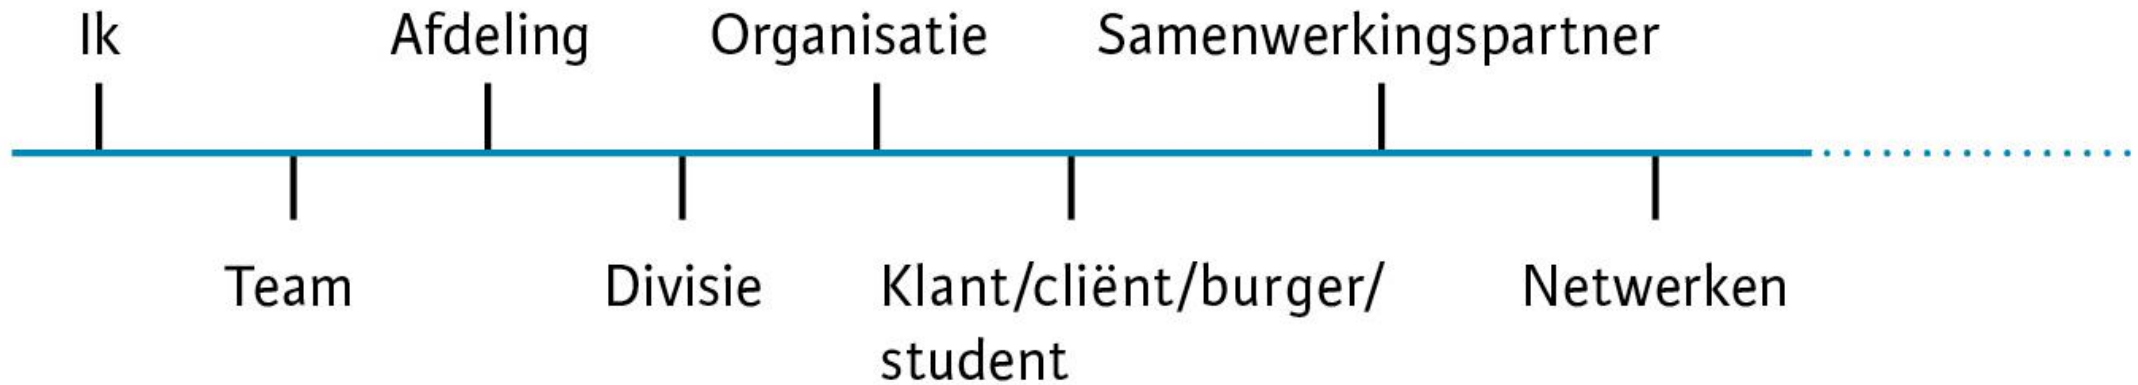 Ik
Afdeling
Organisatie
Samenwerkingspartner
Team
Divisie
Klant/cliënt/burger/
student
Netwerken